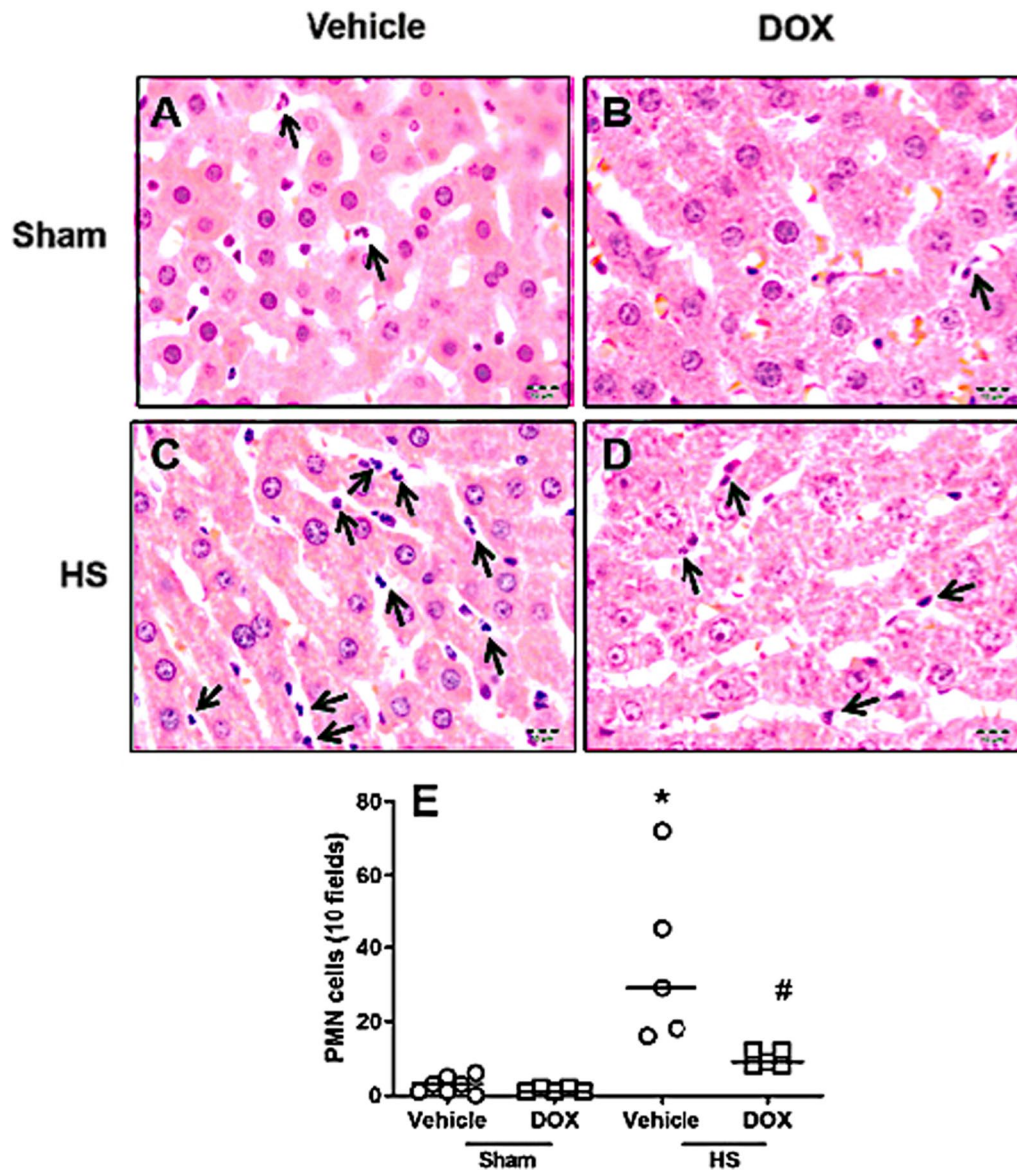 Vehicle DOX
Sham
A
B
HS
C
D
E
PMN cells (10 fields)
80
60
40
20
0
*
#
Vehicle DOX Vehicle DOX
Sham HS